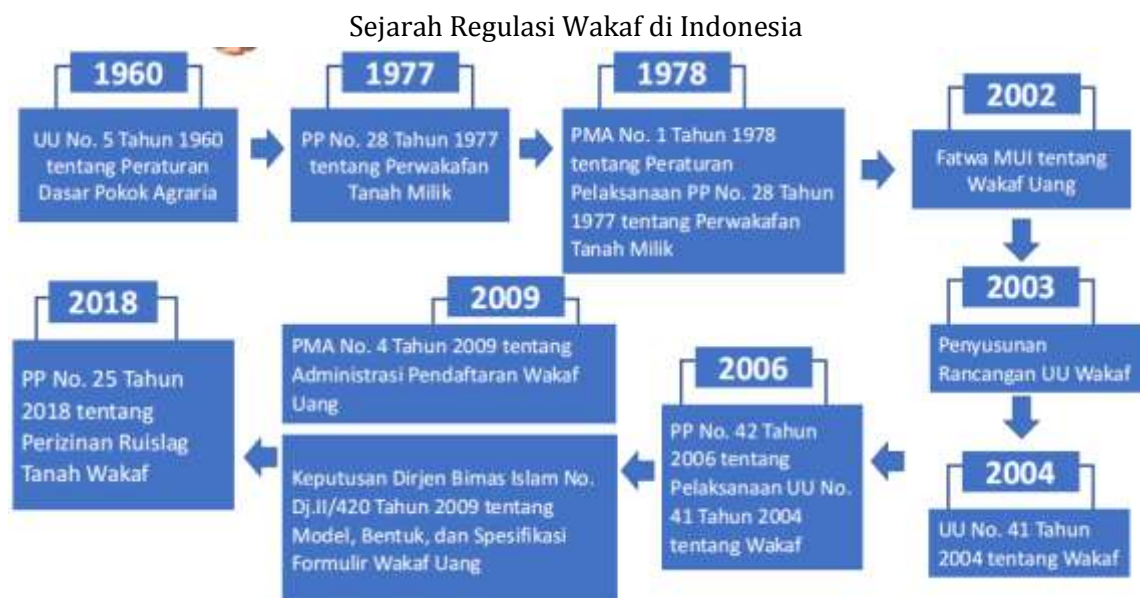 Sejarah Regulasi Wakaf di Indonesia
1960
UU No. 5 Tahun 1960
tentang Peraturan
Dasar Pokok Agraria
1977
PP No. 28 Tahun 1977
tentang Perwakafan
Tanah Milik
1978
PMA No. 1 Tahun 1978
tentang Peraturan
Pelaksanaan PP No. 28 Tahun
1977 tentang Perwakafan
Tanah Milik
2002
Fatwa MUI tentang
Wakaf Uang
2003
Penyusunan
Rancangan UU Wakaf
2004
UU No. 41 Tahun
2004 tentang Wakaf
2006
PP No. 42 Tahun
2006 tentang
Pelaksanaan UU No.
41 Tahun 2004
tentang Wakaf
2009
PMA No. 4 Tahun 2009 tentang
Administrasi Pendaftaran Wakaf
Uang
Keputusan Dirjen Bimas Islam No.
Dj.II/420 Tahun 2009 tentang
Model, Bentuk, dan Spesifikasi
Formulir Wakaf Uang
2018
PP No. 25 Tahun
2018 tentang
Perizinan Ruislag
Tanah Wakaf